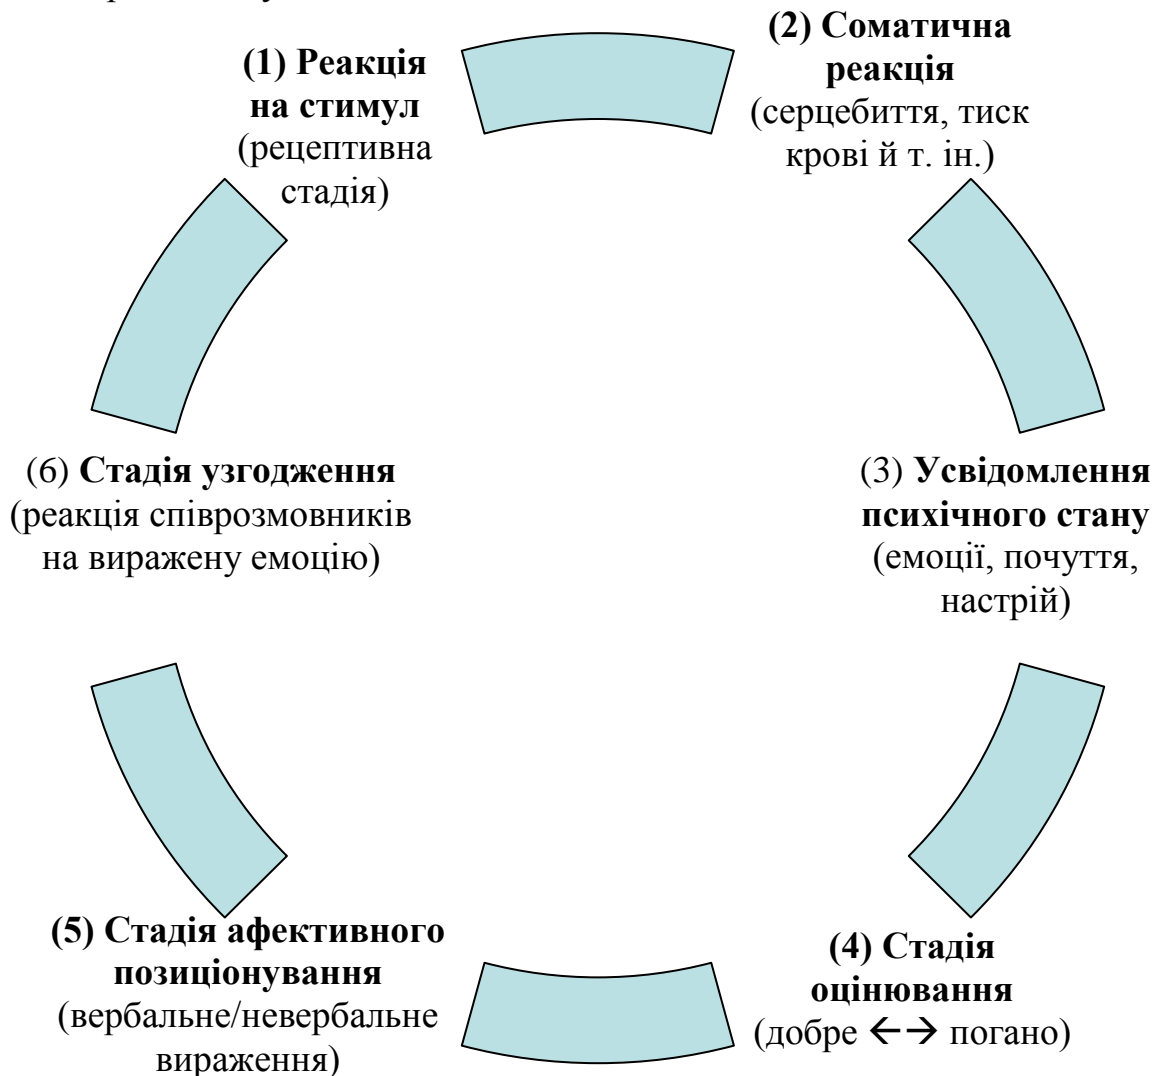 (1) Реакція
на стимул
(рецептивна
стадія)
(2) Соматична
реакція
(серцебиття, тиск
крові й т. ін.)
(3) Усвідомлення
психічного стану
(емоції, почуття,
настрій)
(4) Стадія
оцінювання
(добре ←→ погано)
(5) Стадія афективного
позиціонування
(вербальне/невербальне
вираження)
(6) Стадія узгодження
(реакція співрозмовників
на виражену емоцію)